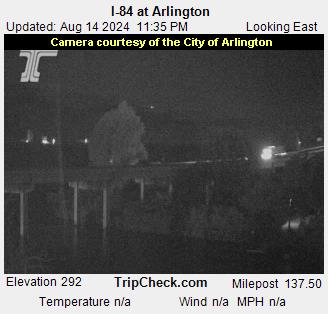 I-84 at Arlington
Updated: Aug 14 2024 11:35 PM Looking East
Camera courtesy of the City of Arlington
Elevation 292 TripCheck.com Milepost 137.50
Temperature n/a Wind n/a MPH n/a